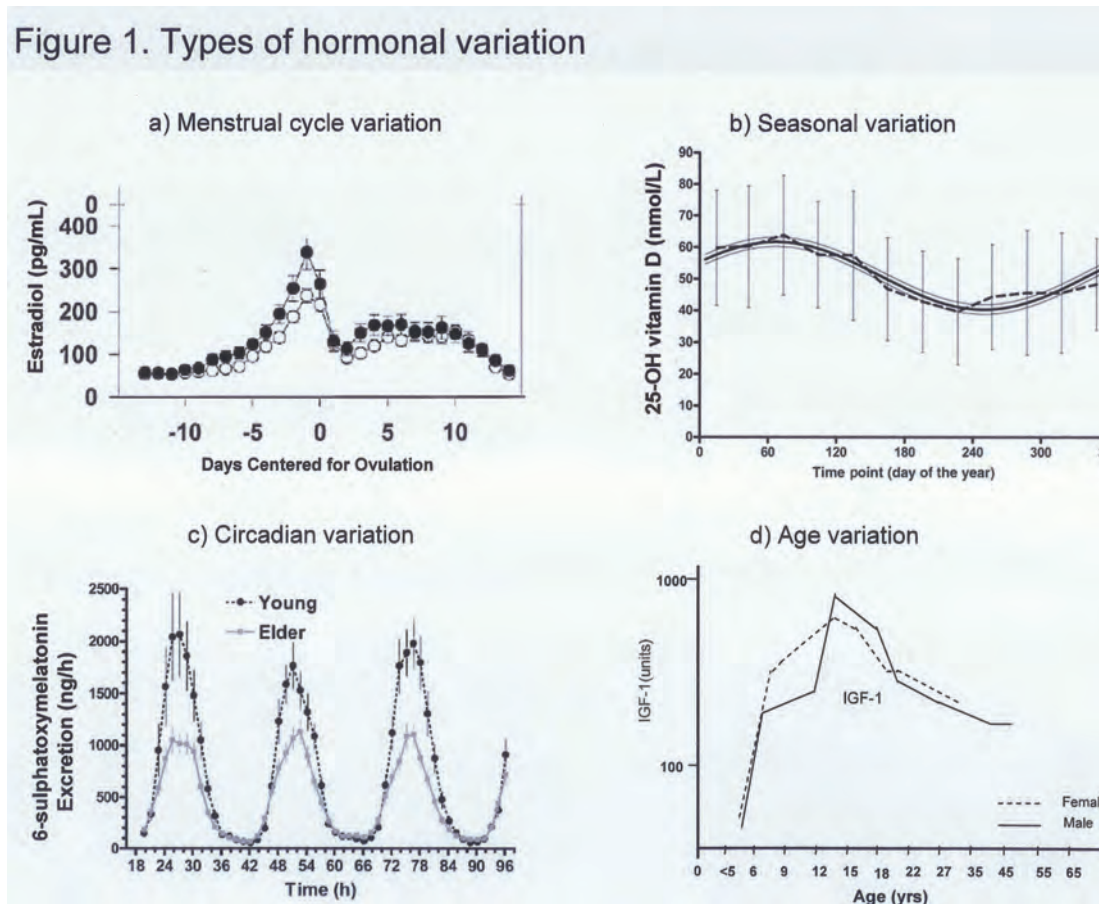 Figure 1. Types of hormonal variation
a) Menstrual cycle variation
Estradiol (pg/mL)
0
400
300
200
100
0
-10 -5 0 5 10
Days Centered for Ovulation
b) Seasonal variation
25-OH vitamin D (nmol/L)
90
80
70
60
50
40
30
20
10
0
0 60 120 180 240 300
Time point (day of the year)
c) Circadian variation
6-sulphatoxymelatonin
Excretion (ng/h)
2500
2000
1500
1000
500
0
Young
Elder
18 24 30 36 42 48 54 60 66 72 78 84 90 96
Time (h)
d) Age variation
IGF-1(units)
1000
100
IGF-1
Femal
Male
0 <5 6 9 12 15 18 22 27 35 45 55 65
Age (yrs)